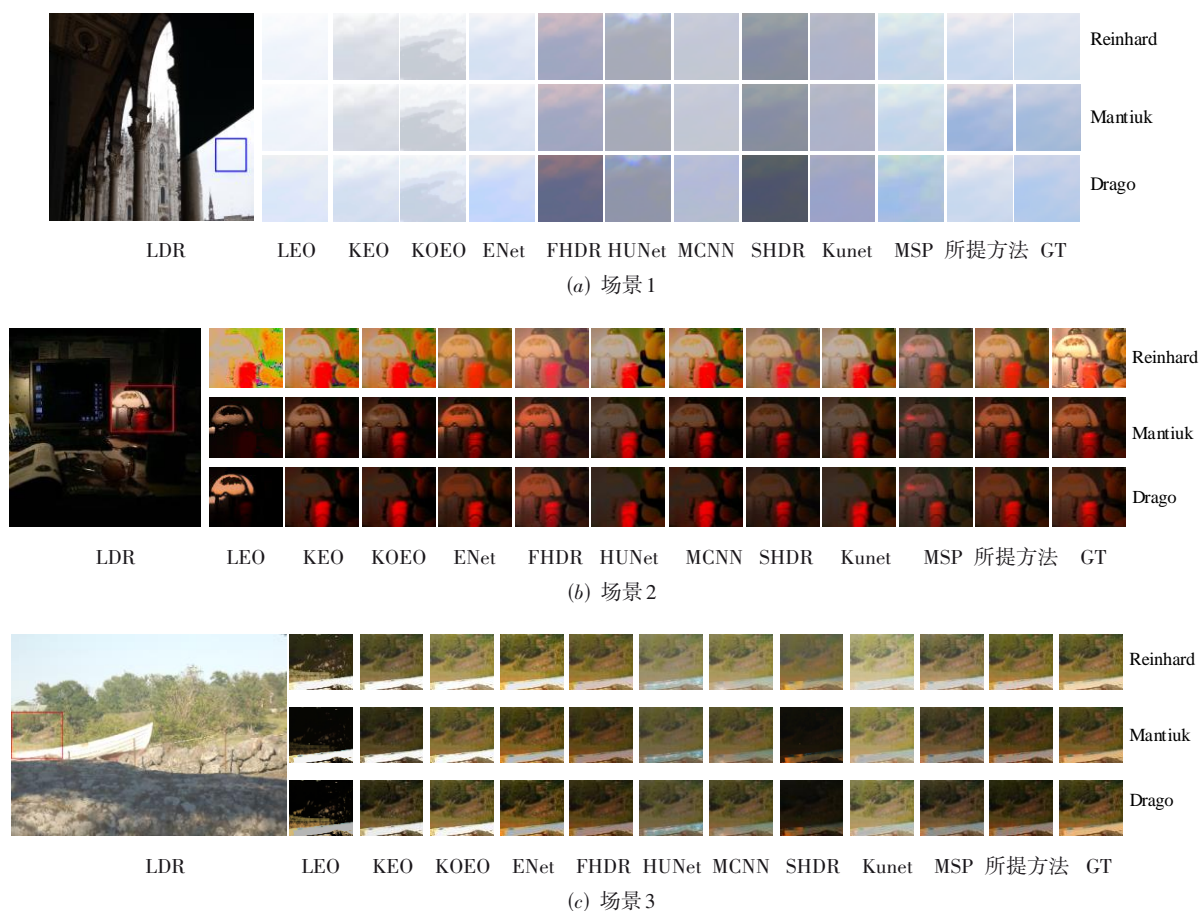 Reinhard
Mantiuk
Drago
LDR LEO KEO KOEO ENet FHDR HUNet MCNN SHDR Kunet MSP 所提方法 GT
(a) 场景1
Reinhard
Mantiuk
Drago
LDR LEO KEO KOEO ENet FHDR HUNet MCNN SHDR Kunet MSP 所提方法 GT
(b) 场景2
Reinhard
Mantiuk
Drago
LDR LEO KEO KOEO ENet FHDR HUNet MCNN SHDR Kunet MSP 所提方法 GT
(c) 场景3